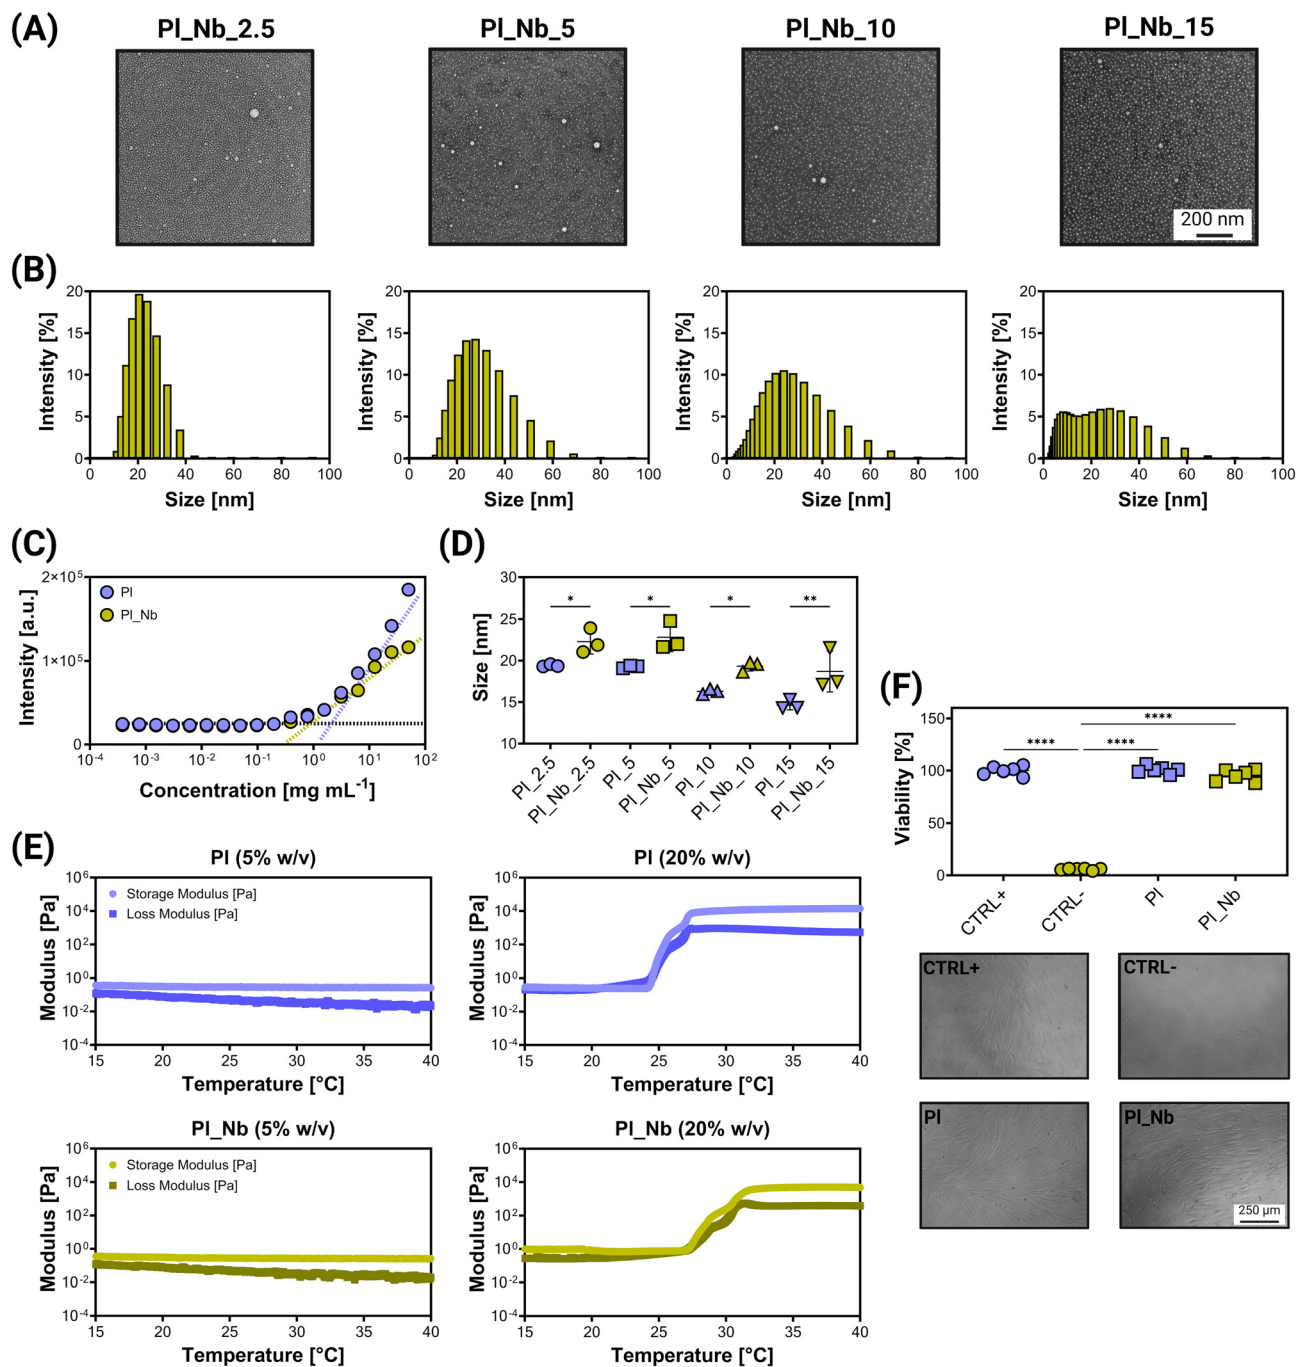 (A)
Pl_Nb_2.5
Pl_Nb_5
Pl_Nb_10
Pl_Nb_15
200 nm
(B)
20
15
10
5
0
Intensity [%]
0 20 40 60 80 100
Size [nm]
20
15
10
5
0
Intensity [%]
0 20 40 60 80 100
Size [nm]
20
15
10
5
0
Intensity [%]
0 20 40 60 80 100
Size [nm]
20
15
10
5
0
Intensity [%]
0 20 40 60 80 100
Size [nm]
(C)
2×10⁵
1×10⁵
0
Intensity [a.u.]
Pl
Pl_Nb
10⁻⁴ 10⁻³ 10⁻² 10⁻¹ 10⁰ 10¹ 10²
Concentration [mg mL⁻¹]
(D)
30
25
20
15
10
Size [nm]
* * * **
Pl_2.5
Pl_Nb_2.5
Pl_5
Pl_Nb_5
Pl_10
Pl_Nb_10
Pl_15
Pl_Nb_15
(E)
Pl (5% w/v)
10⁶
10⁴
10²
10⁰
10⁻²
10⁻⁴
Modulus [Pa]
Storage Modulus [Pa]
Loss Modulus [Pa]
15 20 25 30 35 40
Temperature [°C]
Pl (20% w/v)
10⁶
10⁴
10²
10⁰
10⁻²
10⁻⁴
Modulus [Pa]
15 20 25 30 35 40
Temperature [°C]
Pl_Nb (5% w/v)
10⁶
10⁴
10²
10⁰
10⁻²
10⁻⁴
Modulus [Pa]
Storage Modulus [Pa]
Loss Modulus [Pa]
15 20 25 30 35 40
Temperature [°C]
Pl_Nb (20% w/v)
10⁶
10⁴
10²
10⁰
10⁻²
10⁻⁴
Modulus [Pa]
15 20 25 30 35 40
Temperature [°C]
(F)
150
100
50
0
Viability [%]
****
**** ****
CTRL+
CTRL-
Pl
Pl_Nb
CTRL+
CTRL-
Pl
Pl_Nb
250 µm